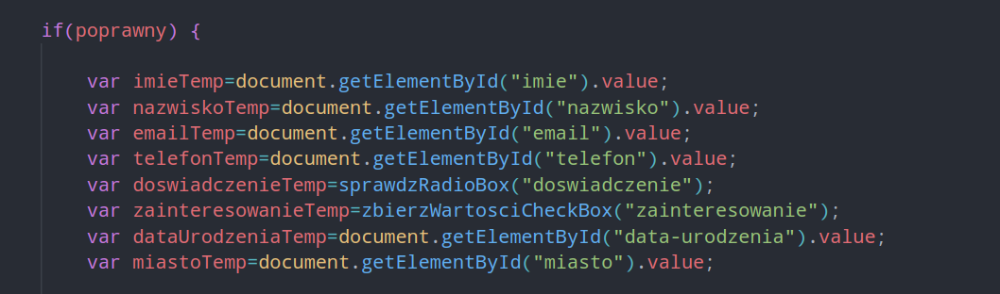 if(poprawny) {
var imieTemp=document.getElementById("imie").value;
var nazwiskoTemp=document.getElementById("nazwisko").value;
var emailTemp=document.getElementById("email").value;
var telefonTemp=document.getElementById("telefon").value;
var doswiadczenieTemp=sprawdzRadioBox("doswiadczenie");
var zainteresowanieTemp=zbierzWartosciCheckBox("zainteresowanie");
var dataUrodzeniaTemp=document.getElementById("data-urodzenia").value;
var miastoTemp=document.getElementById("miasto").value;